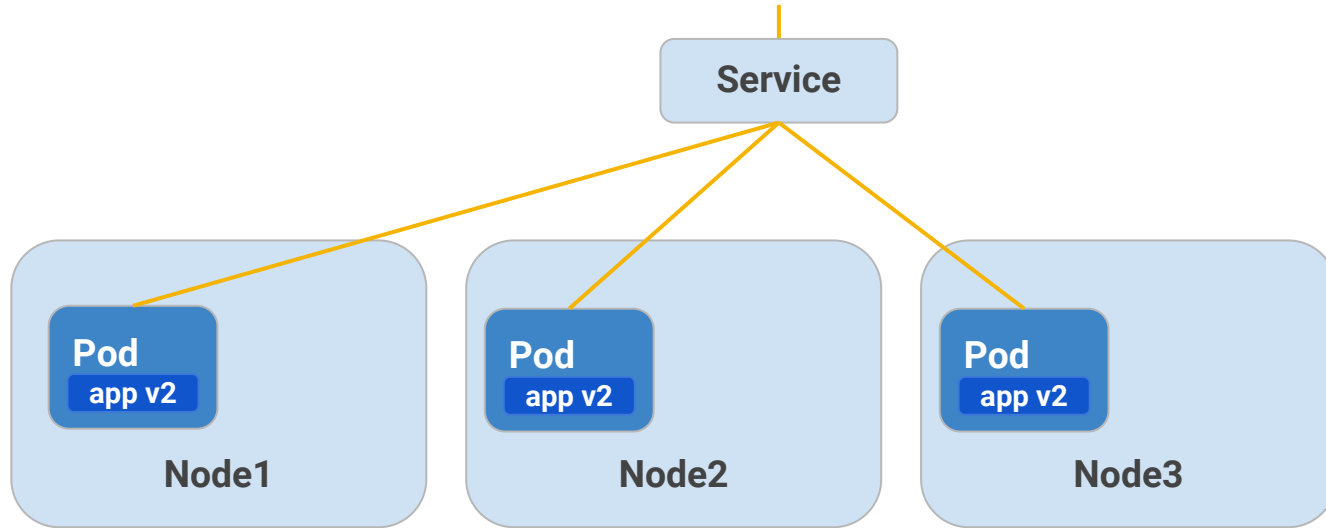 Service
Pod
app v2
Node1
Pod
app v2
Node2
Pod
app v2
Node3